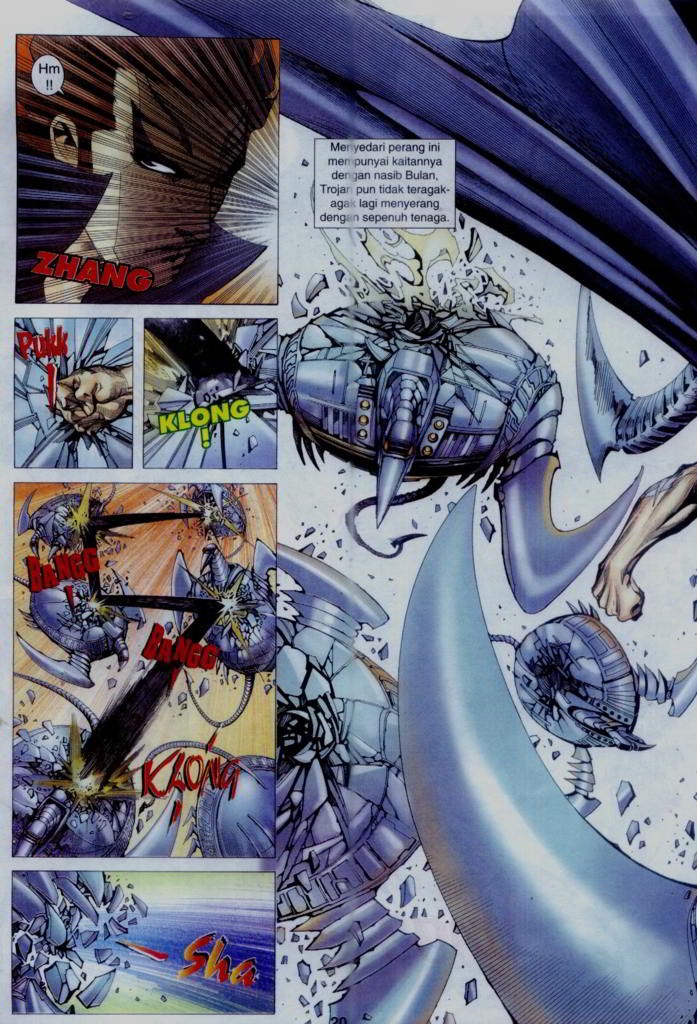 Hm
!!
ZHANG
Menyedari perang ini
mempunyai kaitannya
dengan nasib Bulan,
Trojan pun tidak teragak-
agak lagi menyerang
dengan sepenuh tenaga.
PUKK
!
KLONG
!
BANGG
!
BANGG
!
KLONG
!
Sha
20